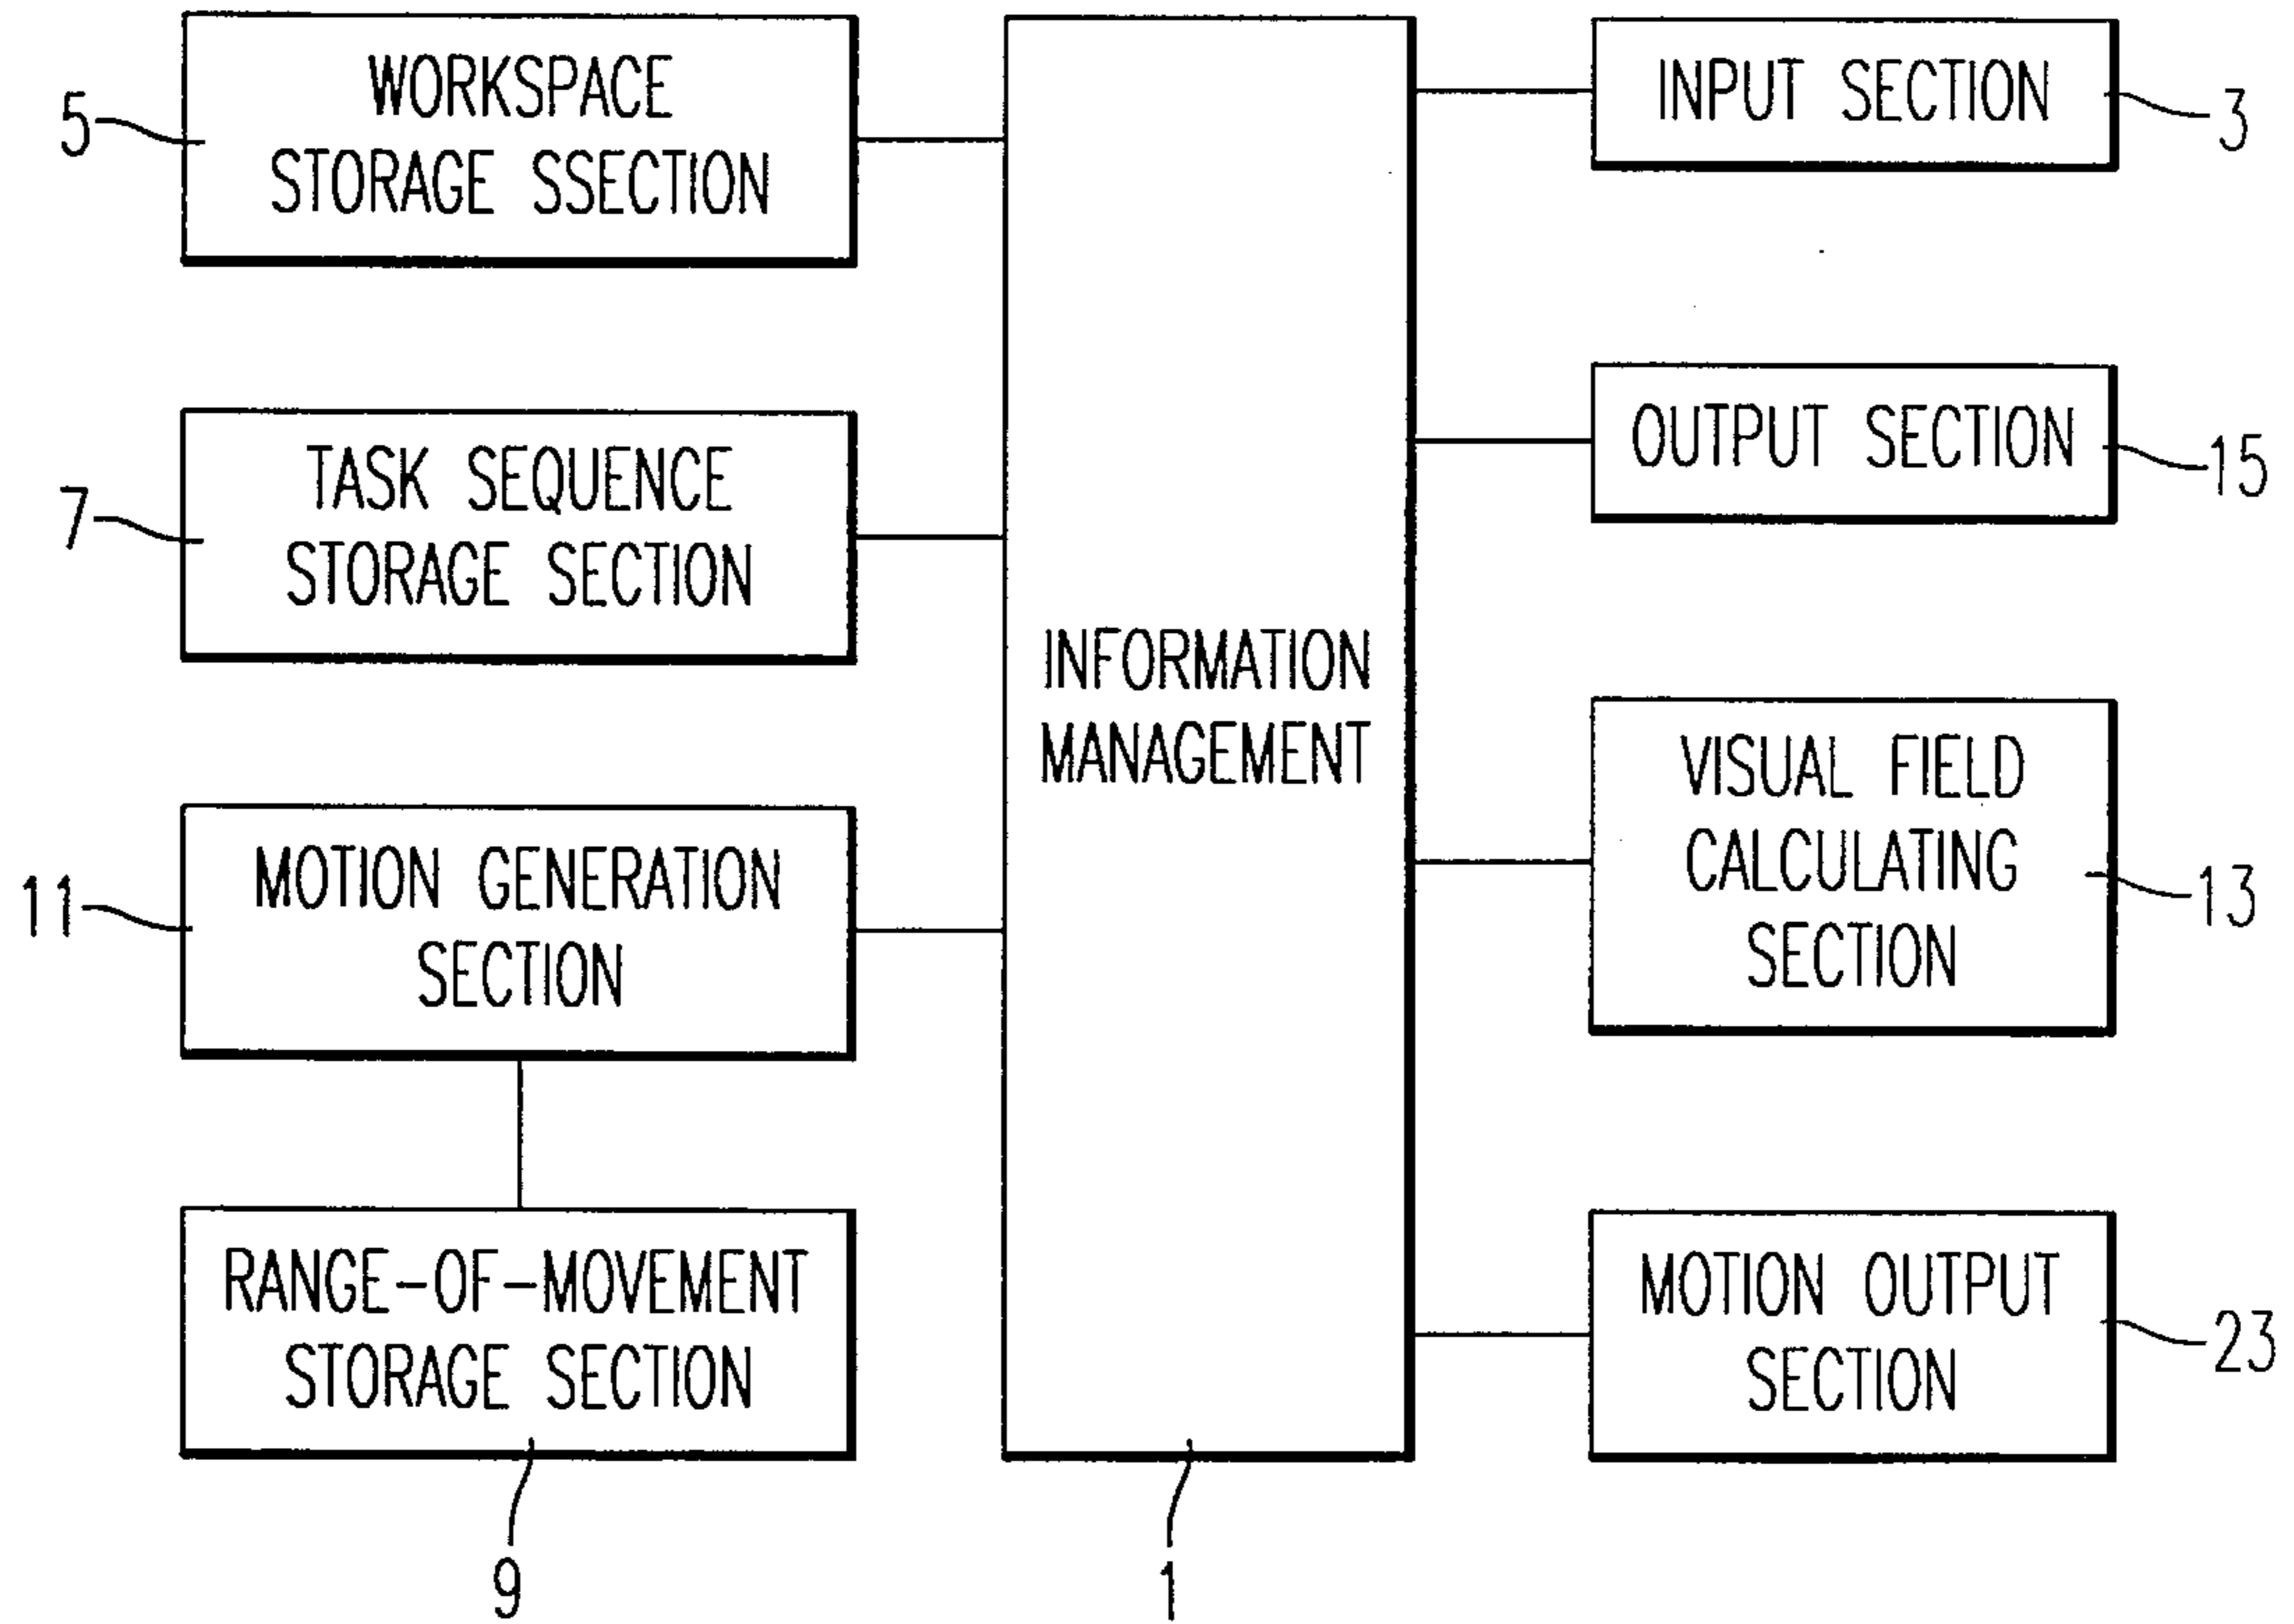 WORKSPACE
STORAGE SSECTION
5
TASK SEQUENCE
STORAGE SECTION
7
MOTION GENERATION
SECTION
11
RANGE-OF-MOVEMENT
STORAGE SECTION
9
INFORMATION
MANAGEMENT
1
INPUT SECTION
3
OUTPUT SECTION
15
VISUAL FIELD
CALCULATING
SECTION
13
MOTION OUTPUT
SECTION
23